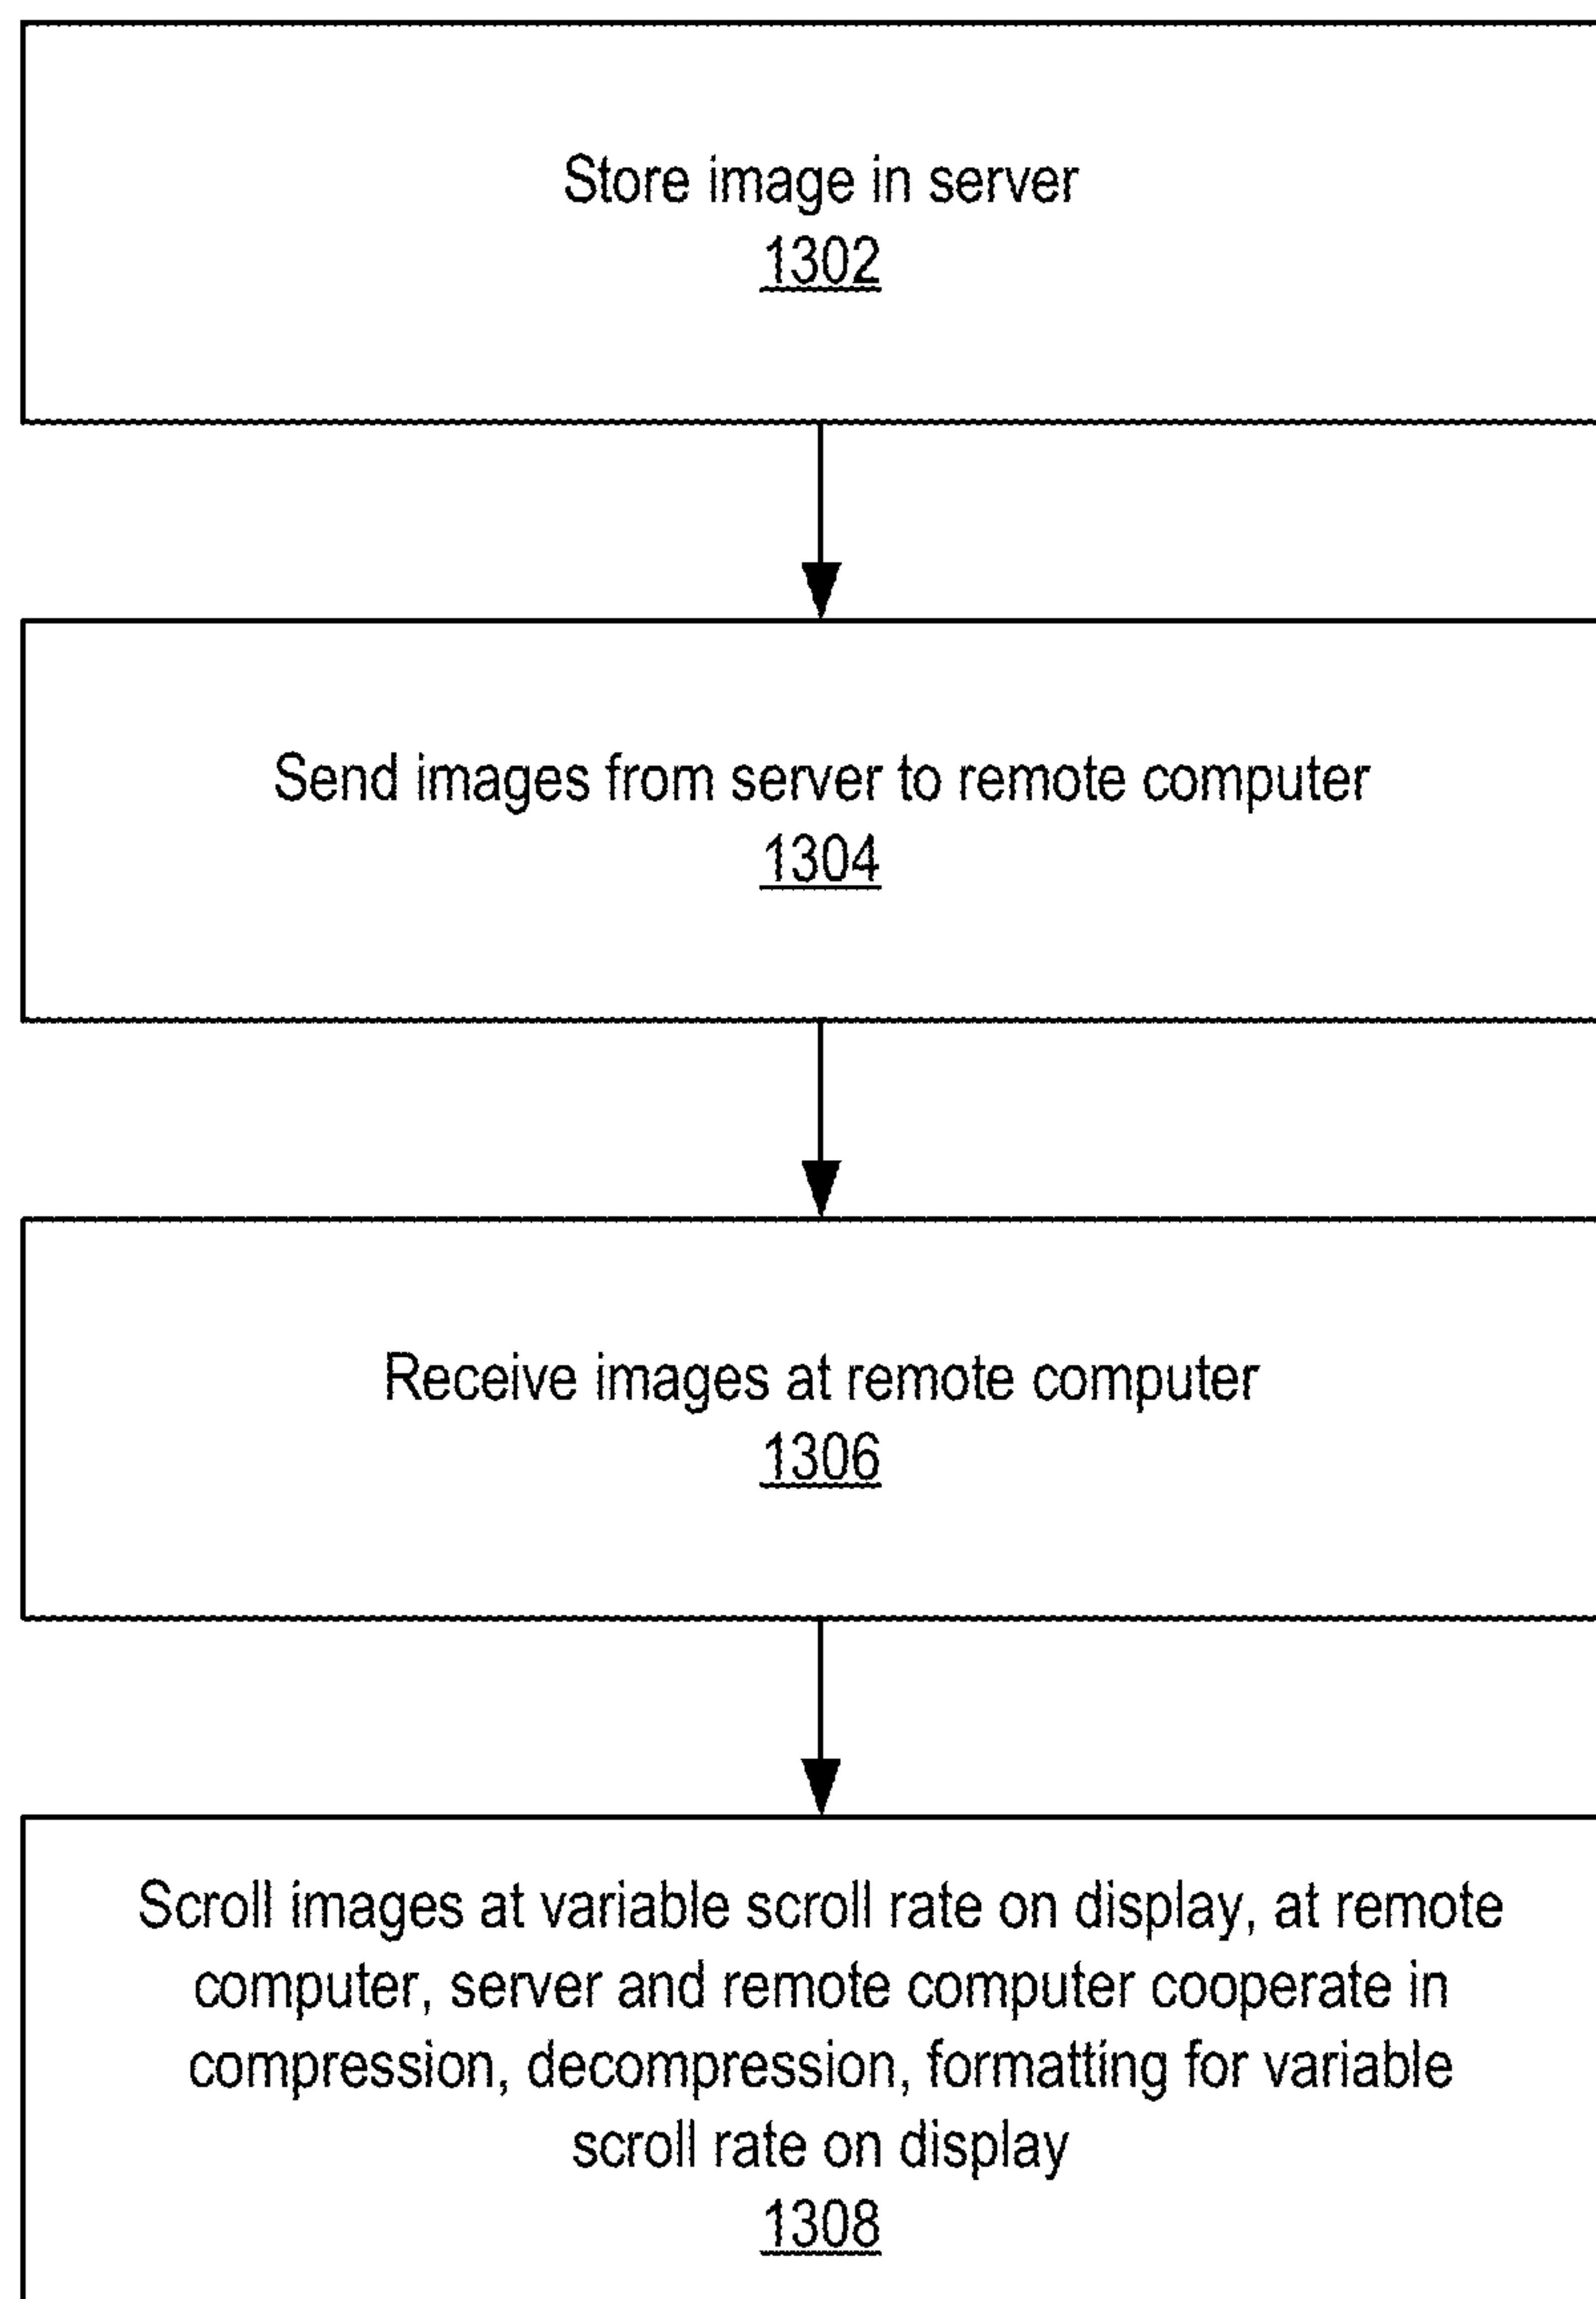 Store image in server
1302
Send images from server to remote computer
1304
Receive images at remote computer
1306
Scroll images at variable scroll rate on display, at remote
computer, server and remote computer cooperate in
compression, decompression, formatting for variable
scroll rate on display
1308